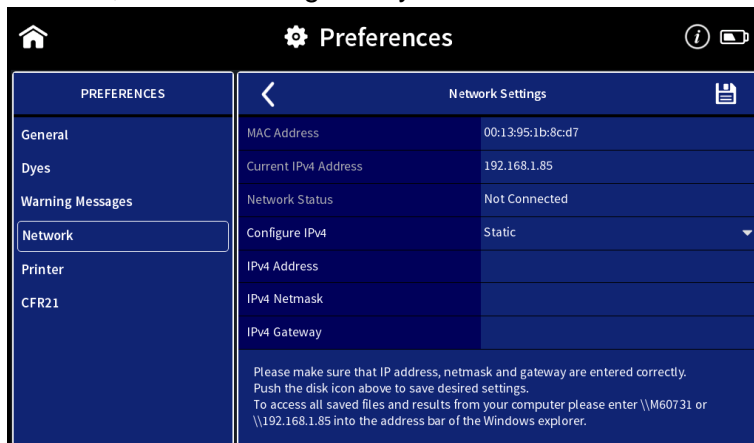 Preferences
i
PREFERENCES
Network Settings
General
MAC Address 00:13:95:1b:8c:d7
Dyes
Current IPv4 Address 192.168.1.85
Warning Messages
Network Status Not Connected
Network
Configure IPv4 Static
Printer
IPv4 Address
CFR21
IPv4 Netmask
IPv4 Gateway
Please make sure that IP address, netmask and gateway are entered correctly.
Push the disk icon above to save desired settings.
To access all saved files and results from your computer please enter \\M60731 or
\\192.168.1.85 into the address bar of the Windows explorer.